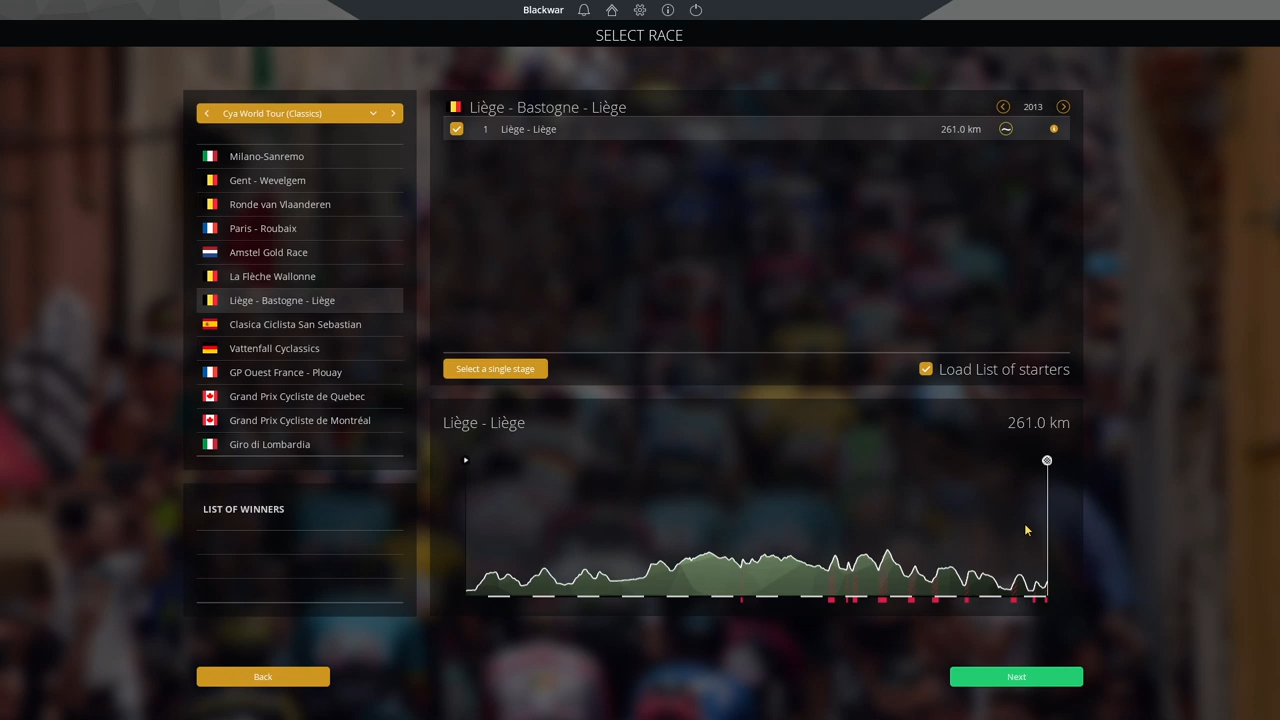 Blackwar
SELECT RACE
Cya World Tour (Classics)
Milano-Sanremo
Gent - Wevelgem
Ronde van Vlaanderen
Paris - Roubaix
Amstel Gold Race
La Flèche Wallonne
Liège - Bastogne - Liège
Clasica Ciclista San Sebastian
Vattenfall Cyclassics
GP Ouest France - Plouay
Grand Prix Cycliste de Quebec
Grand Prix Cycliste de Montréal
Giro di Lombardia
LIST OF WINNERS
Back
Liège - Bastogne - Liège 2013
1 Liège - Liège 261.0 km
Select a single stage
Load List of starters
Liège - Liège 261.0 km
Next